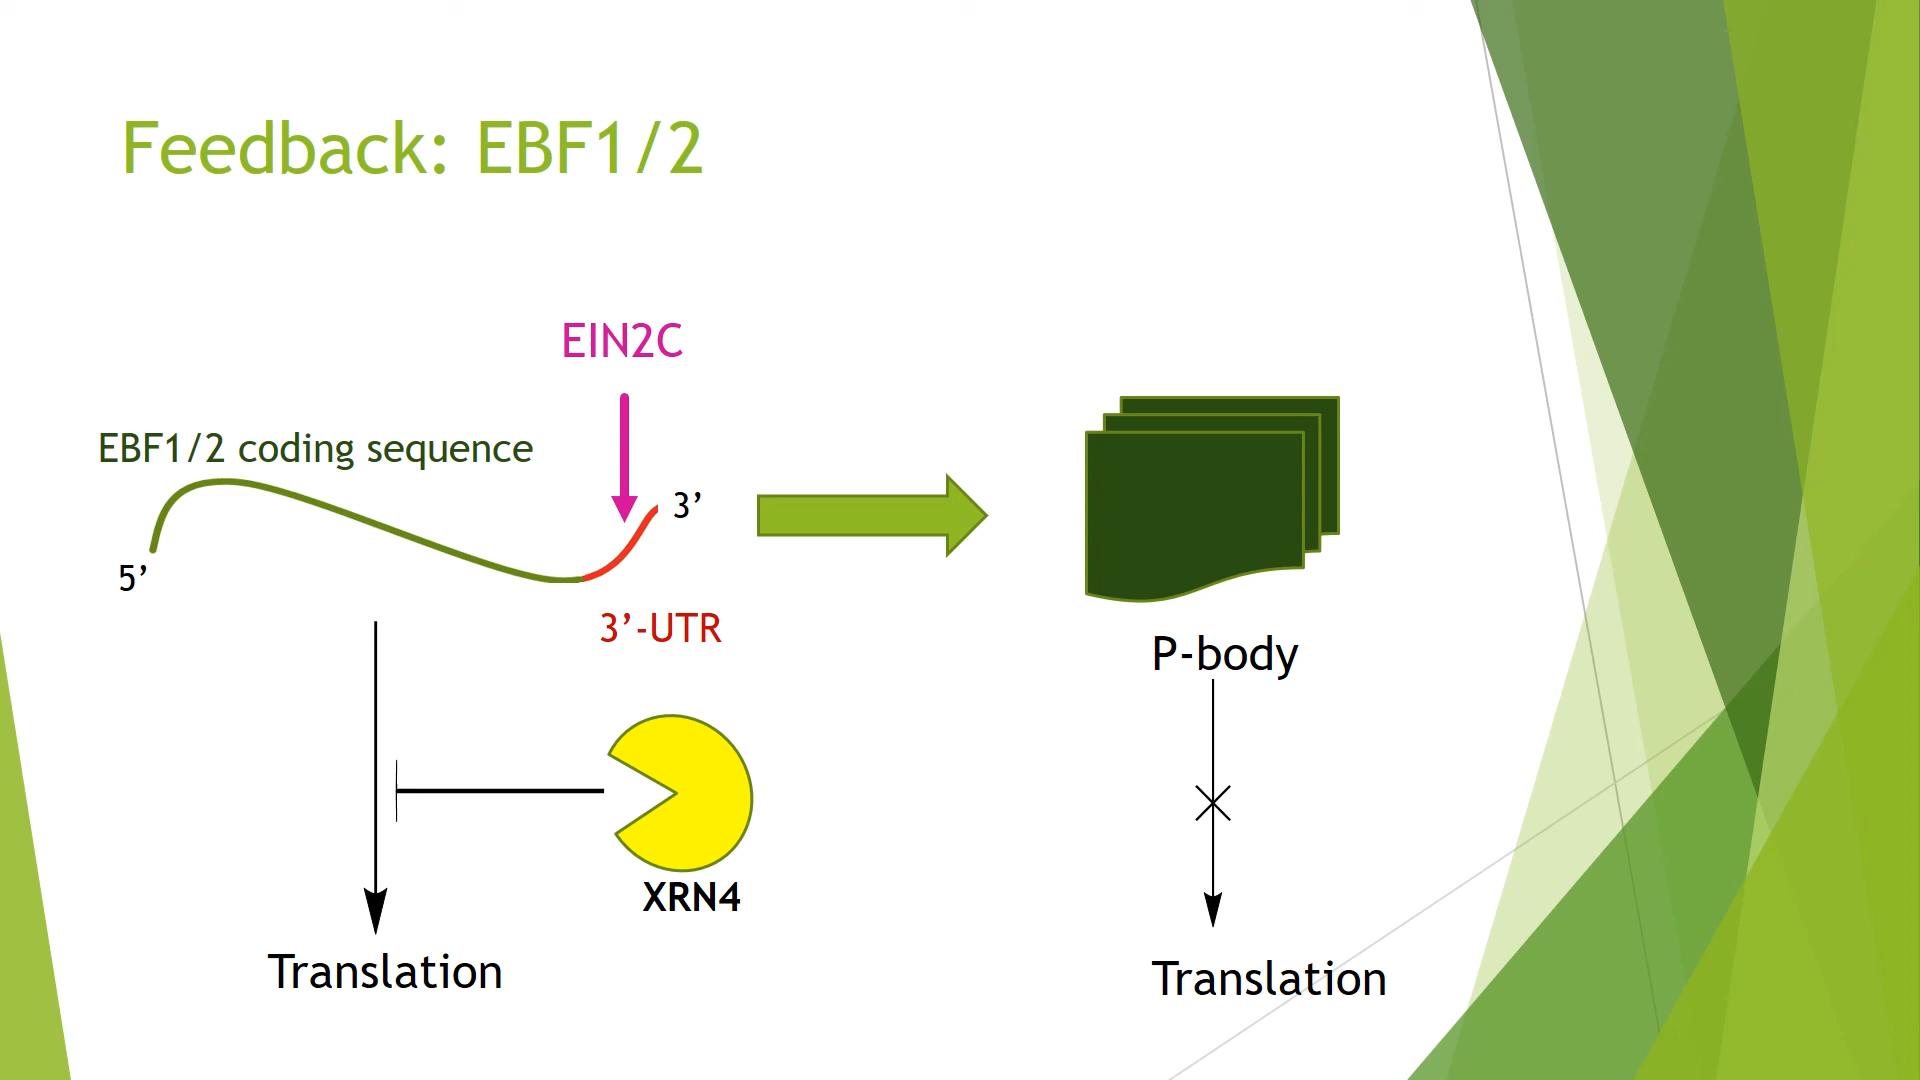 Feedback: EBF1/2
EIN2C
EBF1/2 coding sequence
3’
5’
3’-UTR
P-body
XRN4
Translation
Translation